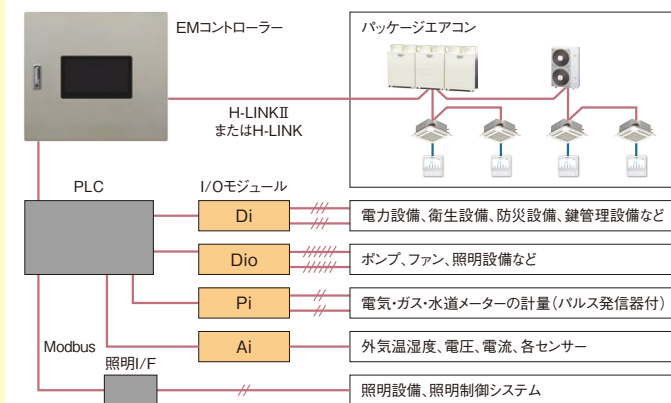 EMコントローラー
パッケージエアコン
H-LINKⅡ
またはH-LINK
PLC
I/Oモジュール
Di
電力設備、衛生設備、防災設備、鍵管理設備など
Dio
ポンプ、ファン、照明設備など
Pi
電気・ガス・水道メーターの計量（パルス発信器付）
Ai
外気温湿度、電圧、電流、各センサー
Modbus
照明I/F
照明設備、照明制御システム